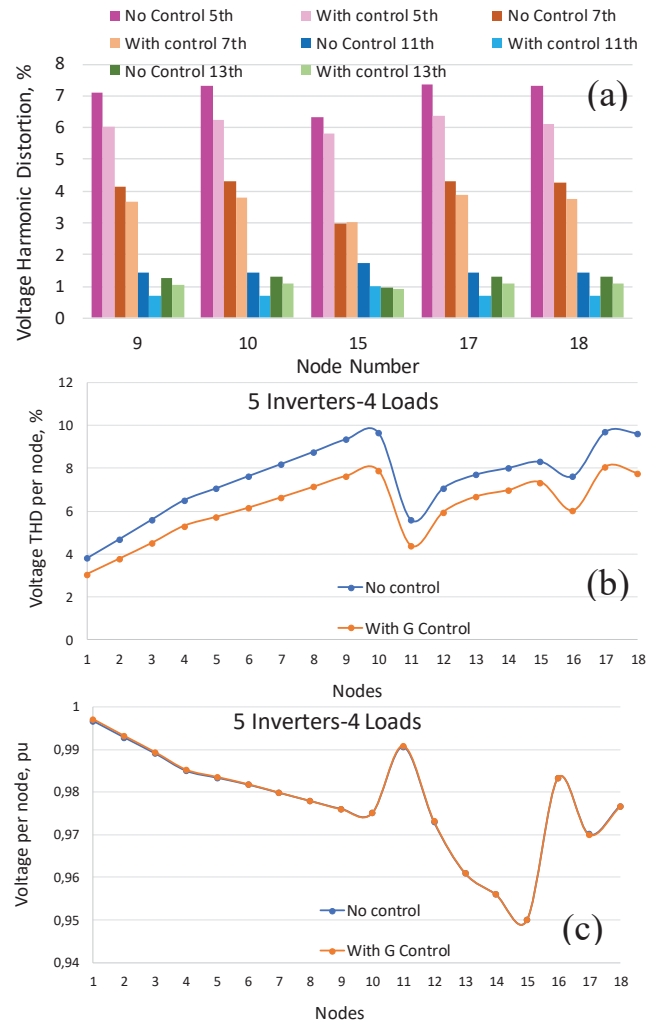 No Control 5th With control 5th No Control 7th
With control 7th No Control 11th With control 11th
No Control 13th With control 13th
Voltage Harmonic Distortion, %
8
(a)
7
6
5
4
3
2
1
0
9 10 15 17 18
Node Number
Voltage THD per node, %
12
5 Inverters-4 Loads
10
8
6
4
2
0
No control
With G Control
(b)
1 2 3 4 5 6 7 8 9 10 11 12 13 14 15 16 17 18
Nodes
Voltage per node, pu
1
5 Inverters-4 Loads
0,99
0,98
0,97
0,96
0,95
0,94
No control
With G Control
(c)
1 2 3 4 5 6 7 8 9 10 11 12 13 14 15 16 17 18
Nodes